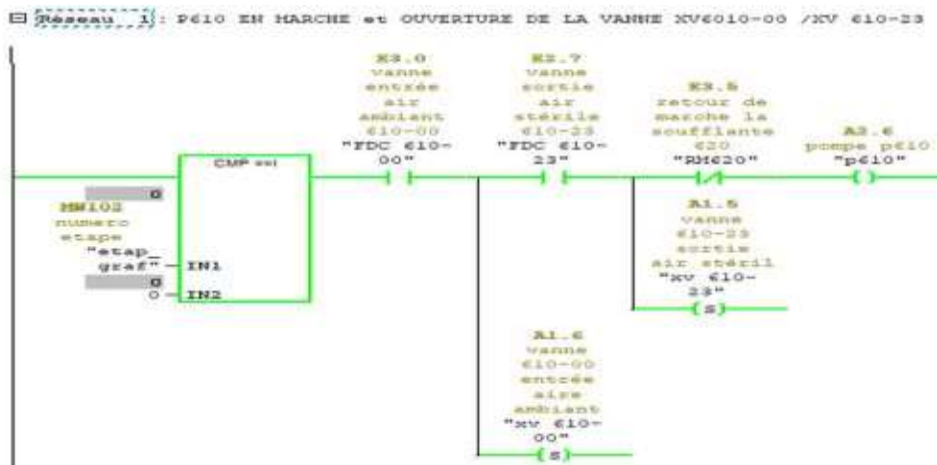 Réseau 1: P610 EN MARCHE et OUVERTURE DE LA VANNE XV6010-00 /XV 610-23
E3.0
vanne
entrée
air
ambiant
610-00
"FDC 610-
00"
E2.7
vanne
sortie
air
stérile
610-23
"FDC 610-
23"
E3.5
retour de
marche la
soufflante
620
"RM620"
A2.6
pompe p610
"p610"
CMP ==I
0
MW102
numero
etape
"etap_
graf"
IN1
0
0
IN2
A1.5
vanne
610-23
sortie
air stéril
"xv 610-
23"
S
A1.6
vanne
610-00
entrée
aire
ambiant
"xv 610-
00"
S